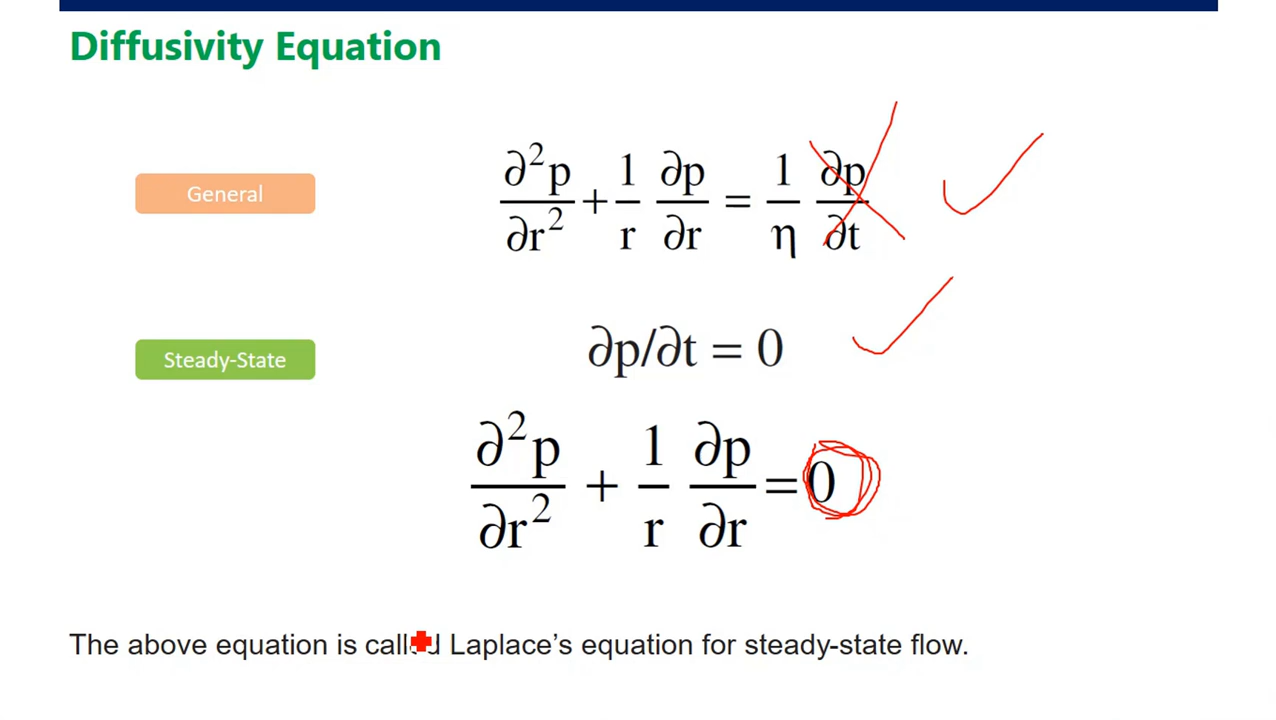 Diffusivity Equation
General
∂²p/∂r² + 1/r ∂p/∂r = 1/η ∂p/∂t
Steady-State
∂p/∂t = 0
∂²p/∂r² + 1/r ∂p/∂r = 0
The above equation is called Laplace’s equation for steady-state flow.